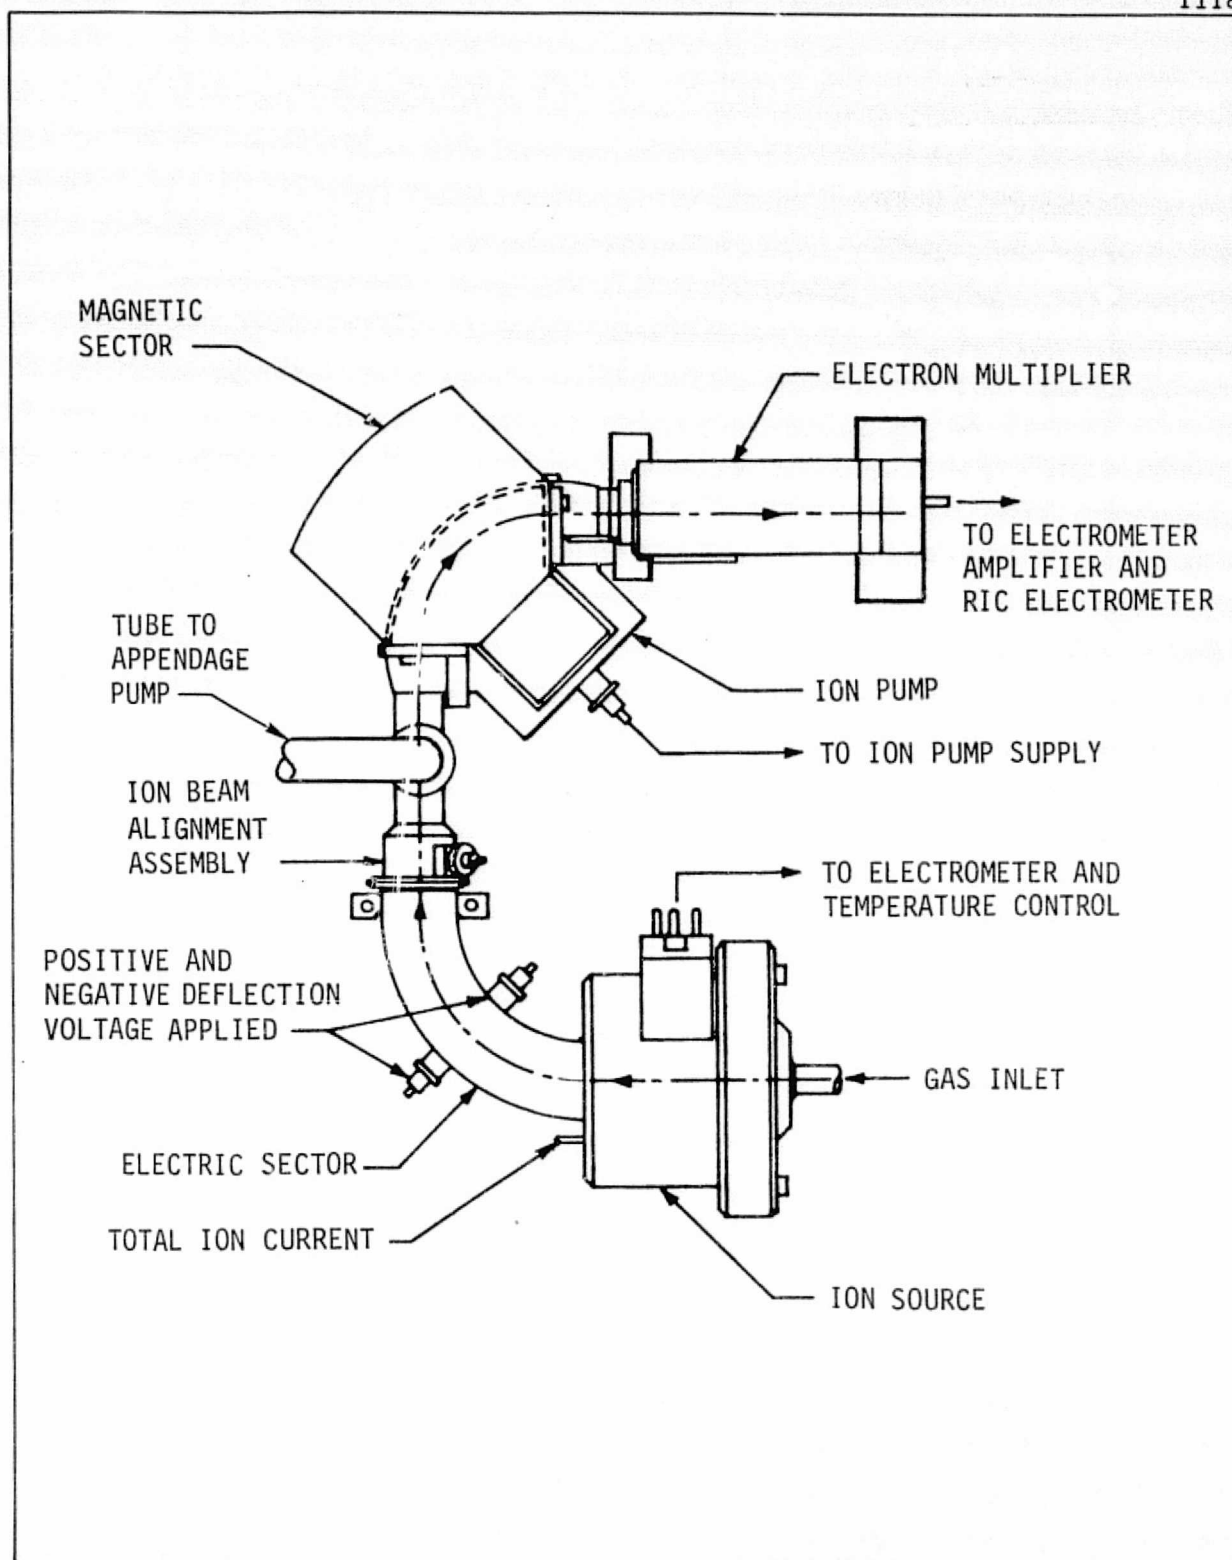 MAGNETIC
SECTOR
ELECTRON MULTIPLIER
TO ELECTROMETER
AMPLIFIER AND
RIC ELECTROMETER
TUBE TO
APPENDAGE
PUMP
ION PUMP
TO ION PUMP SUPPLY
ION BEAM
ALIGNMENT
ASSEMBLY
TO ELECTROMETER AND
TEMPERATURE CONTROL
POSITIVE AND
NEGATIVE DEFLECTION
VOLTAGE APPLIED
GAS INLET
ELECTRIC SECTOR
TOTAL ION CURRENT
ION SOURCE